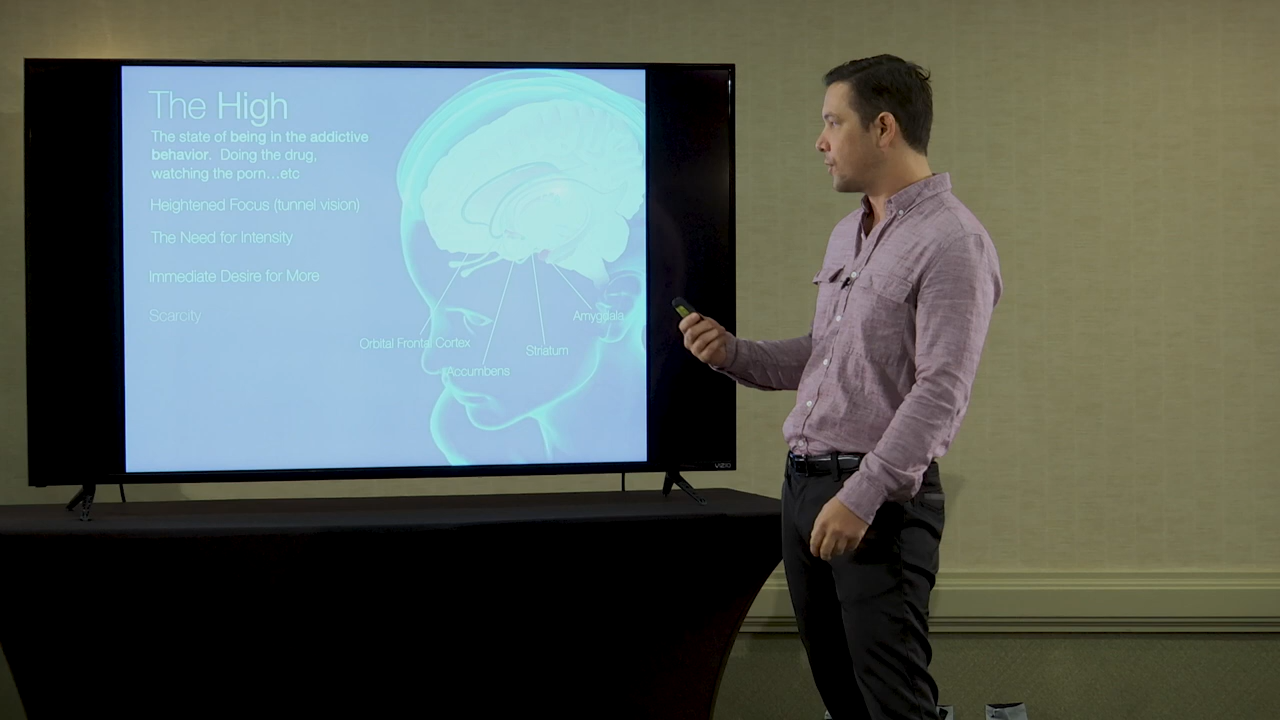 The High
The state of being in the addictive
behavior. Doing the drug,
watching the porn...etc
Heightened Focus (tunnel vision)
The Need for Intensity
Immediate Desire for More
Scarcity
Amygdala
Orbital Frontal Cortex
Striatum
Accumbens
VIZIO